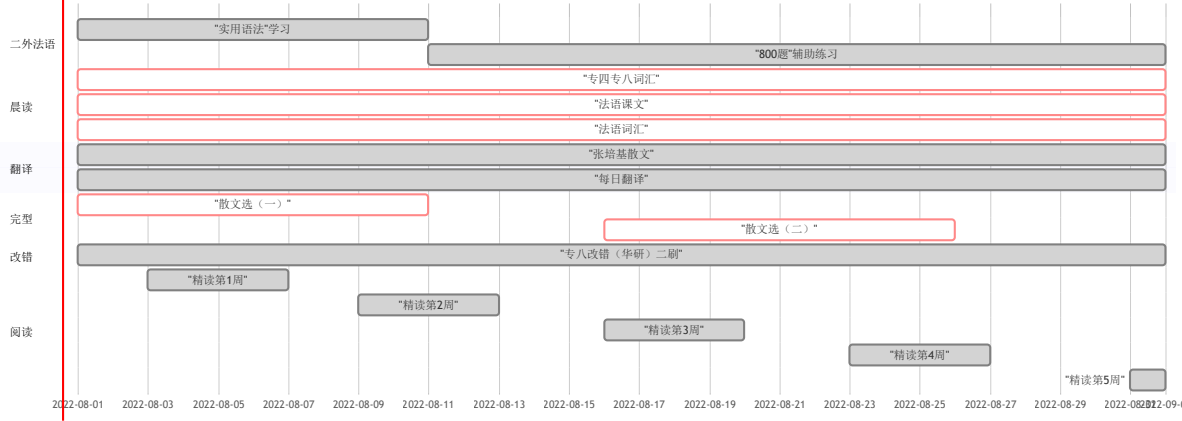 二外法语
"实用语法"学习
"800题"辅助练习
晨读
"专四专八词汇"
"法语课文"
"法语词汇"
翻译
"张培基散文"
"每日翻译"
完型
"散文选（一）"
"散文选（二）"
改错
"专八改错（华研）二刷"
阅读
"精读第1周"
"精读第2周"
"精读第3周"
"精读第4周"
"精读第5周"
2022-08-01 2022-08-03 2022-08-05 2022-08-07 2022-08-09 2022-08-11 2022-08-13 2022-08-15 2022-08-17 2022-08-19 2022-08-21 2022-08-23 2022-08-25 2022-08-27 2022-08-29 2022-08-31